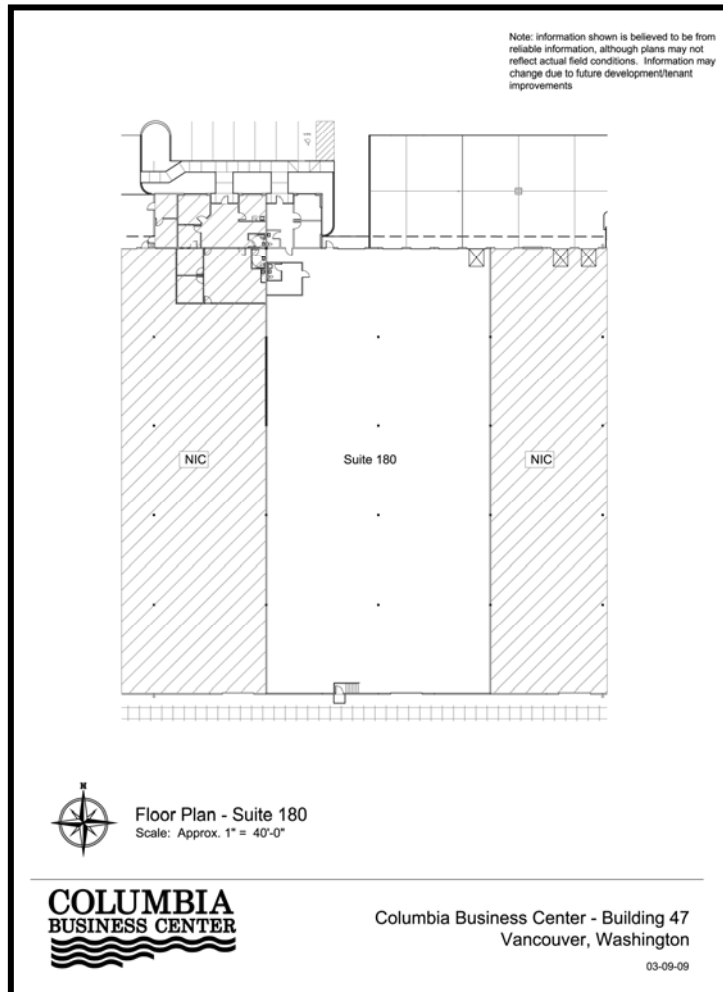 Note: information shown is believed to be from
reliable information, although plans may not
reflect actual field conditions. Information may
change due to future development/tenant
improvements
NIC
Suite 180
NIC
N
Floor Plan - Suite 180
Scale: Approx. 1" = 40'-0"
COLUMBIA
BUSINESS CENTER
Columbia Business Center - Building 47
Vancouver, Washington
03-09-09